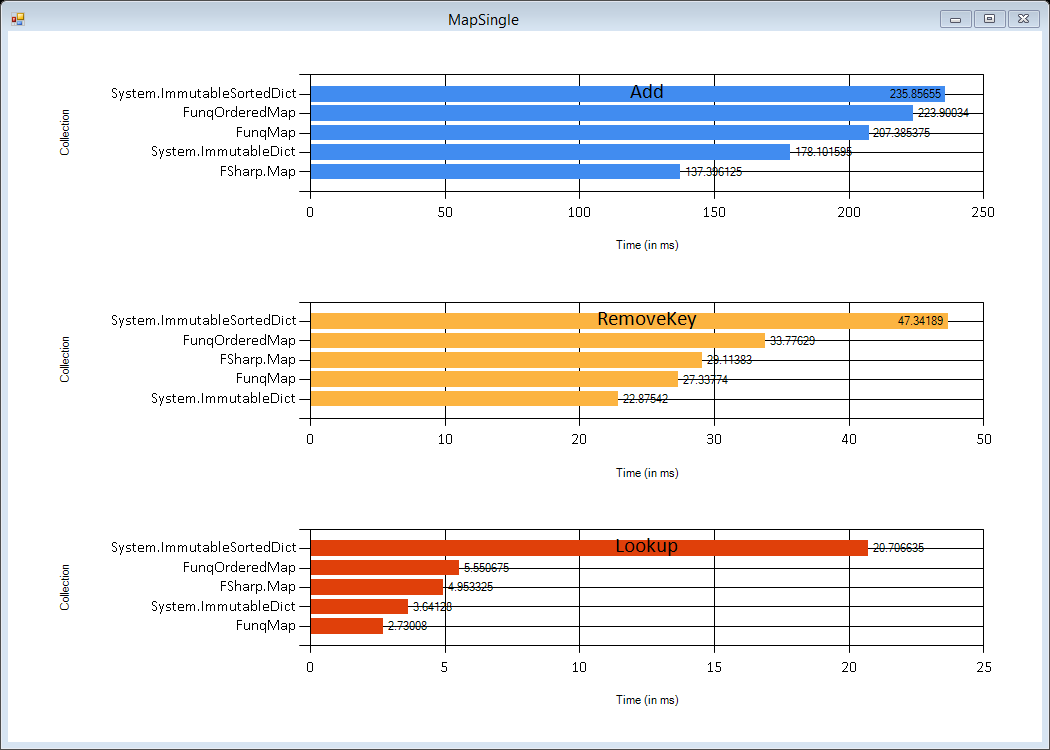 MapSingle
Add
Collection
System.ImmutableSortedDict 235.85655
FunqOrderedMap 223.90034
FunqMap 207.385375
System.ImmutableDict 178.101595
FSharp.Map 137.396125
0 50 100 150 200 250
Time (in ms)
RemoveKey
Collection
System.ImmutableSortedDict 47.34189
FunqOrderedMap 33.77629
FSharp.Map 29.11383
FunqMap 27.33774
System.ImmutableDict 22.87542
0 10 20 30 40 50
Time (in ms)
Lookup
Collection
System.ImmutableSortedDict 20.706635
FunqOrderedMap 5.550675
FSharp.Map 4.953325
System.ImmutableDict 3.64128
FunqMap 2.73008
0 5 10 15 20 25
Time (in ms)